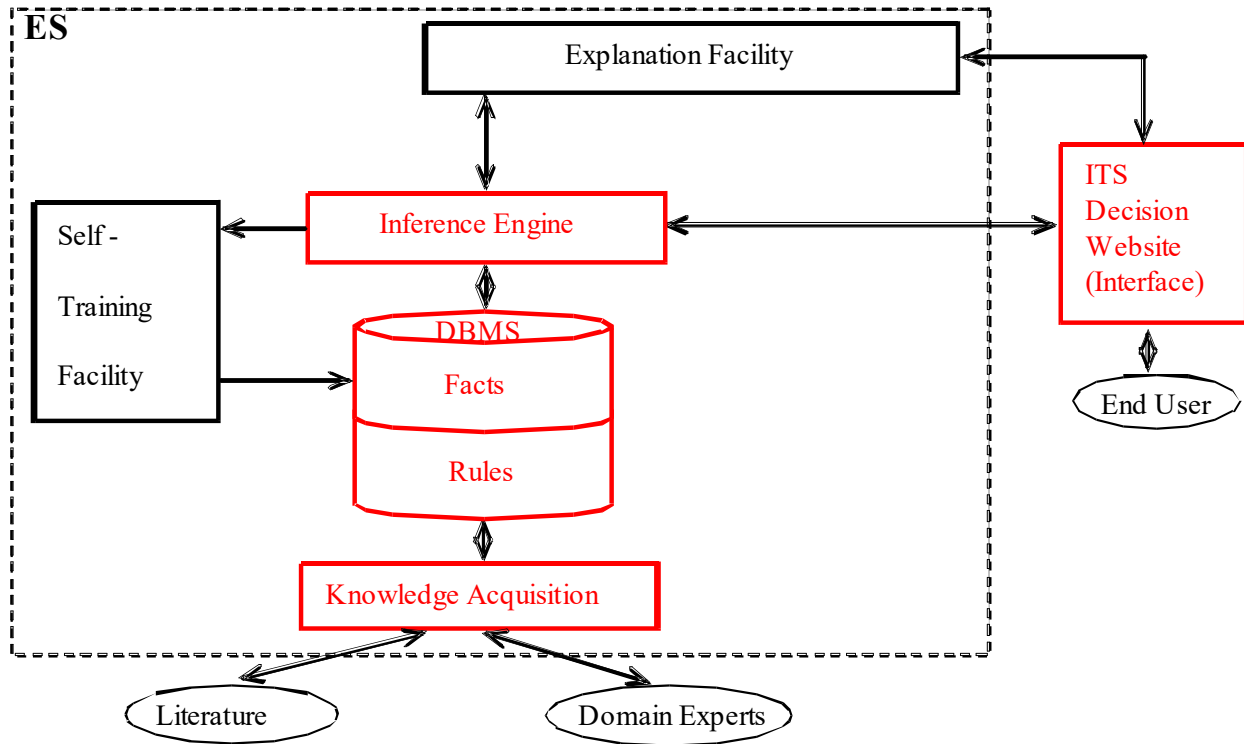 ES
Explanation Facility
ITS
Decision
Website
(Interface)
Inference Engine
Self -
Training
Facility
DBMS
Facts
Rules
End User
Knowledge Acquisition
Literature
Domain Experts